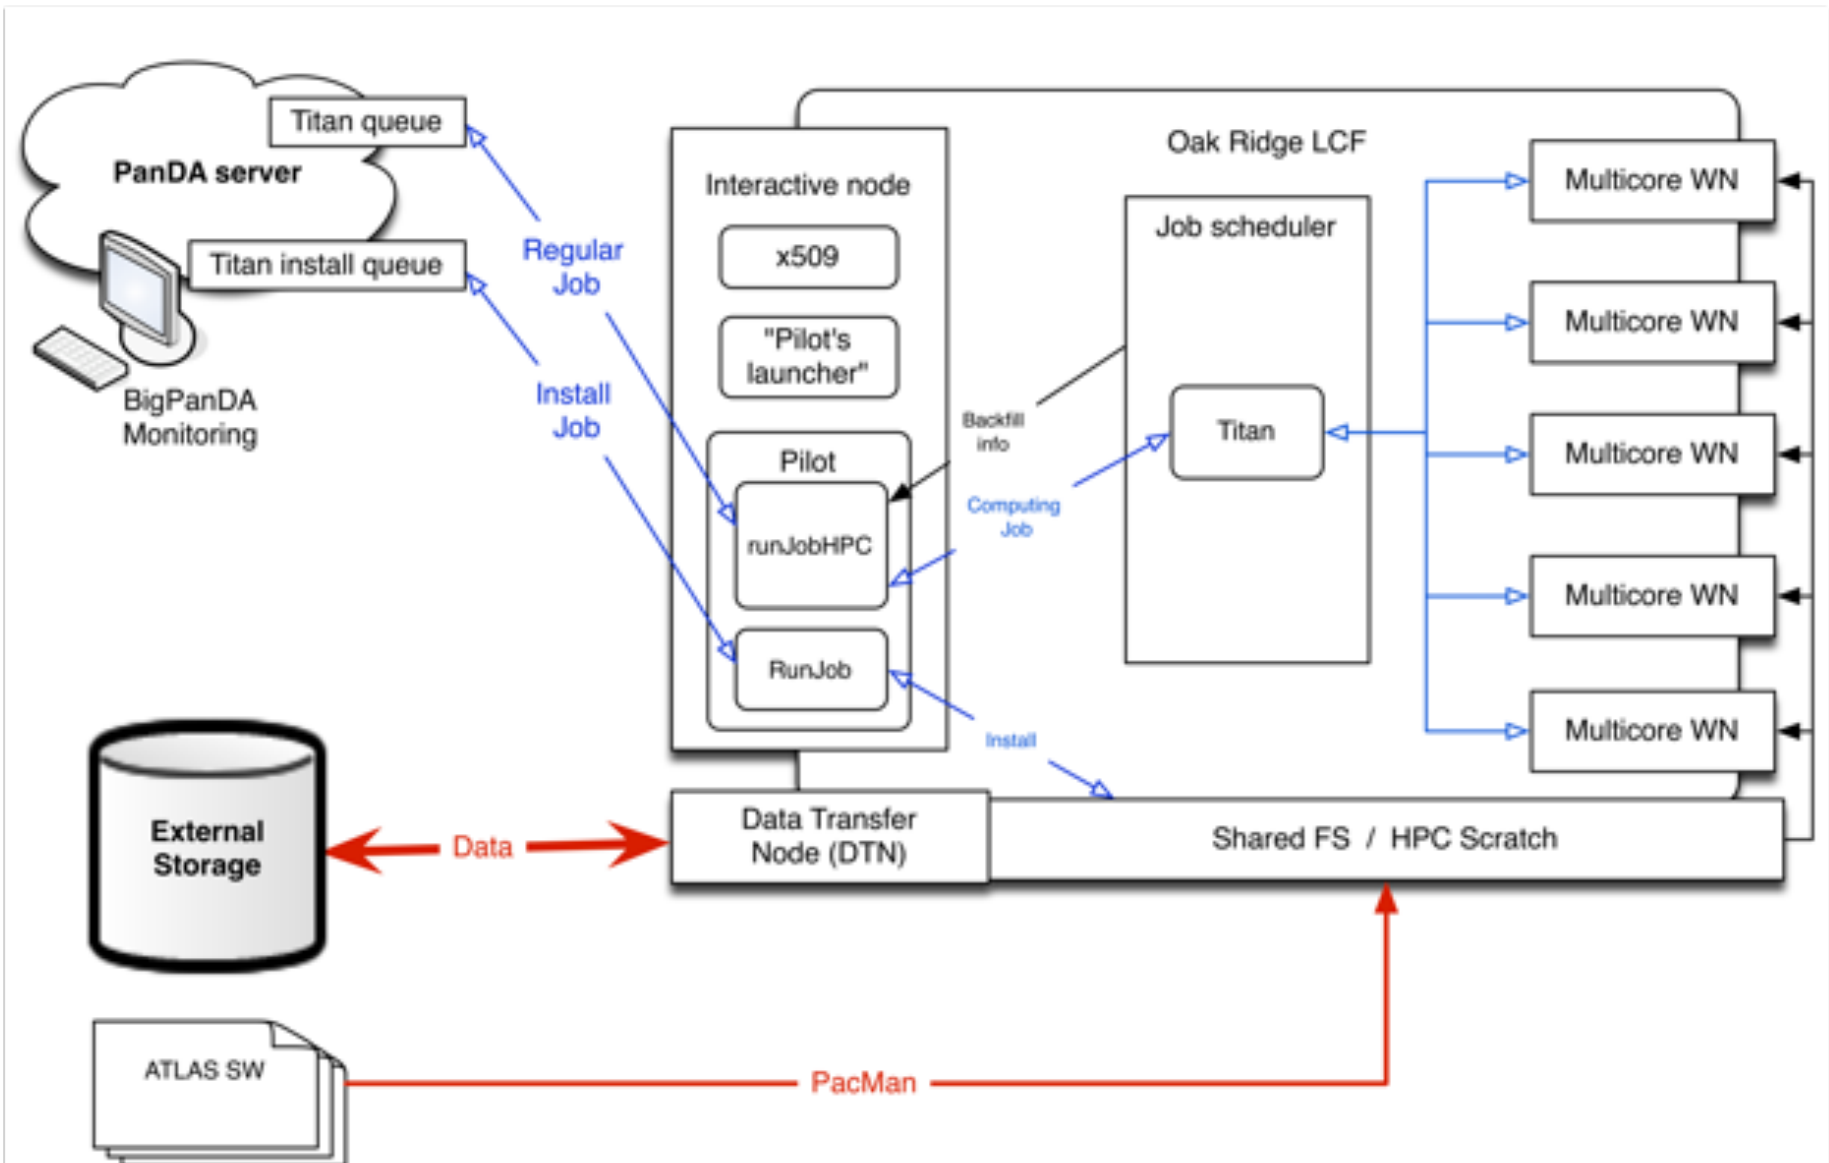 Titan queue
PanDA server
Titan install queue
BigPanDA
Monitoring
Regular
Job
Install
Job
Interactive node
x509
"Pilot's
launcher"
Pilot
runJobHPC
RunJob
Backfill
info
Computing
Job
Install
Oak Ridge LCF
Job scheduler
Titan
Multicore WN
Multicore WN
Multicore WN
Multicore WN
Multicore WN
External
Storage
Data
Data Transfer
Node (DTN)
Shared FS / HPC Scratch
ATLAS SW
PacMan